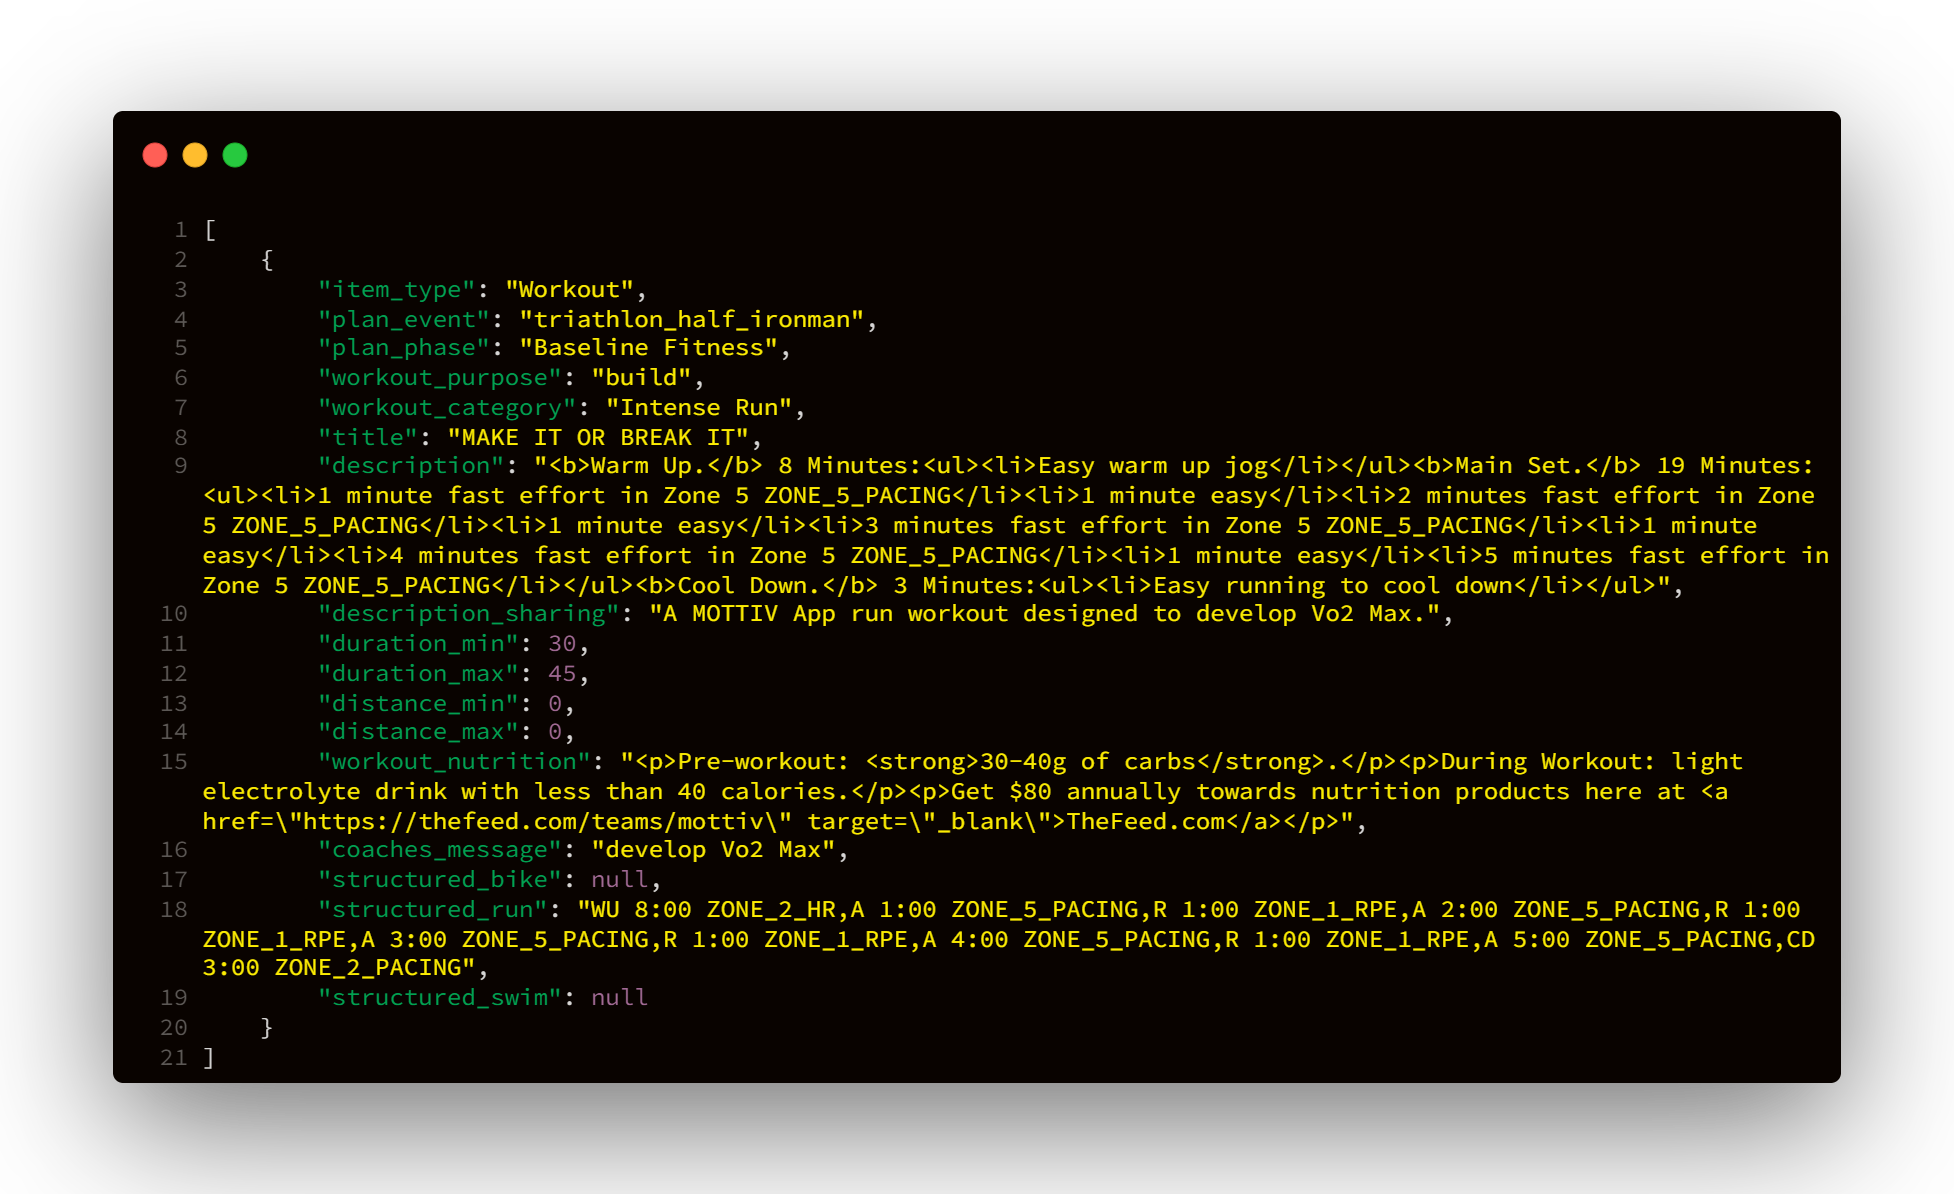 1 [
2     {
3         "item_type": "Workout",
4         "plan_event": "triathlon_half_ironman",
5         "plan_phase": "Baseline Fitness",
6         "workout_purpose": "build",
7         "workout_category": "Intense Run",
8         "title": "MAKE IT OR BREAK IT",
9         "description": "<b>Warm Up.</b> 8 Minutes:<ul><li>Easy warm up jog</li></ul><b>Main Set.</b> 19 Minutes:
<ul><li>1 minute fast effort in Zone 5 ZONE_5_PACING</li><li>1 minute easy</li><li>2 minutes fast effort in Zone
5 ZONE_5_PACING</li><li>1 minute easy</li><li>3 minutes fast effort in Zone 5 ZONE_5_PACING</li><li>1 minute
easy</li><li>4 minutes fast effort in Zone 5 ZONE_5_PACING</li><li>1 minute easy</li><li>5 minutes fast effort in
Zone 5 ZONE_5_PACING</li></ul><b>Cool Down.</b> 3 Minutes:<ul><li>Easy running to cool down</li></ul>",
10         "description_sharing": "A MOTTIV App run workout designed to develop Vo2 Max.",
11         "duration_min": 30,
12         "duration_max": 45,
13         "distance_min": 0,
14         "distance_max": 0,
15         "workout_nutrition": "<p>Pre-workout: <strong>30-40g of carbs</strong>.</p><p>During Workout: light
electrolyte drink with less than 40 calories.</p><p>Get $80 annually towards nutrition products here at <a
href=\"https://thefeed.com/teams/mottiv\" target=\"_blank\">TheFeed.com</a></p>",
16         "coaches_message": "develop Vo2 Max",
17         "structured_bike": null,
18         "structured_run": "WU 8:00 ZONE_2_HR,A 1:00 ZONE_5_PACING,R 1:00 ZONE_1_RPE,A 2:00 ZONE_5_PACING,R 1:00
ZONE_1_RPE,A 3:00 ZONE_5_PACING,R 1:00 ZONE_1_RPE,A 4:00 ZONE_5_PACING,R 1:00 ZONE_1_RPE,A 5:00 ZONE_5_PACING,CD
3:00 ZONE_2_PACING",
19         "structured_swim": null
20     }
21 ]